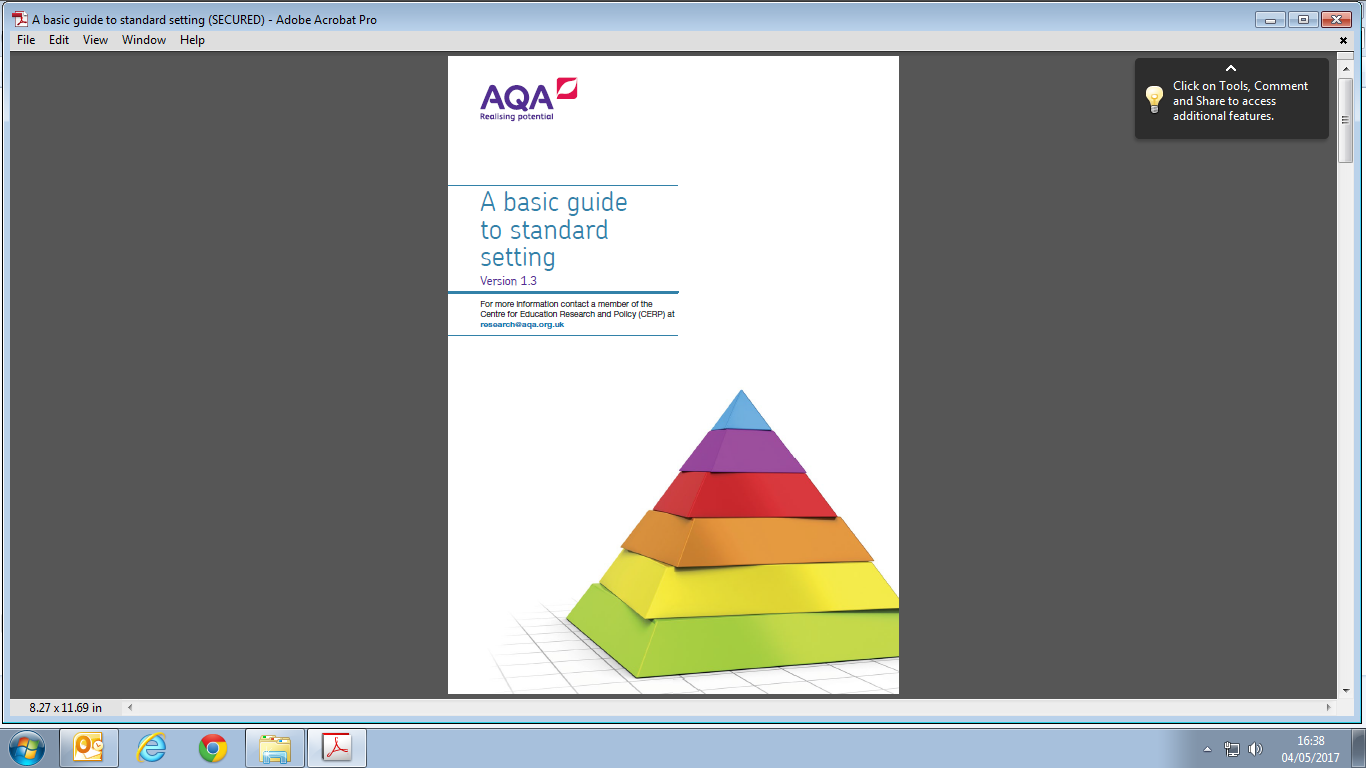 A basic guide to standard setting (SECURED) - Adobe Acrobat Pro
File Edit View Window Help
Click on Tools, Comment
and Share to access
additional features.
AQA
Realising potential
A basic guide
to standard
setting
Version 1.3
For more information contact a member of the
Centre for Education Research and Policy (CERP) at
research@aqa.org.uk
8.27 x 11.69 in
16:38
04/05/2017